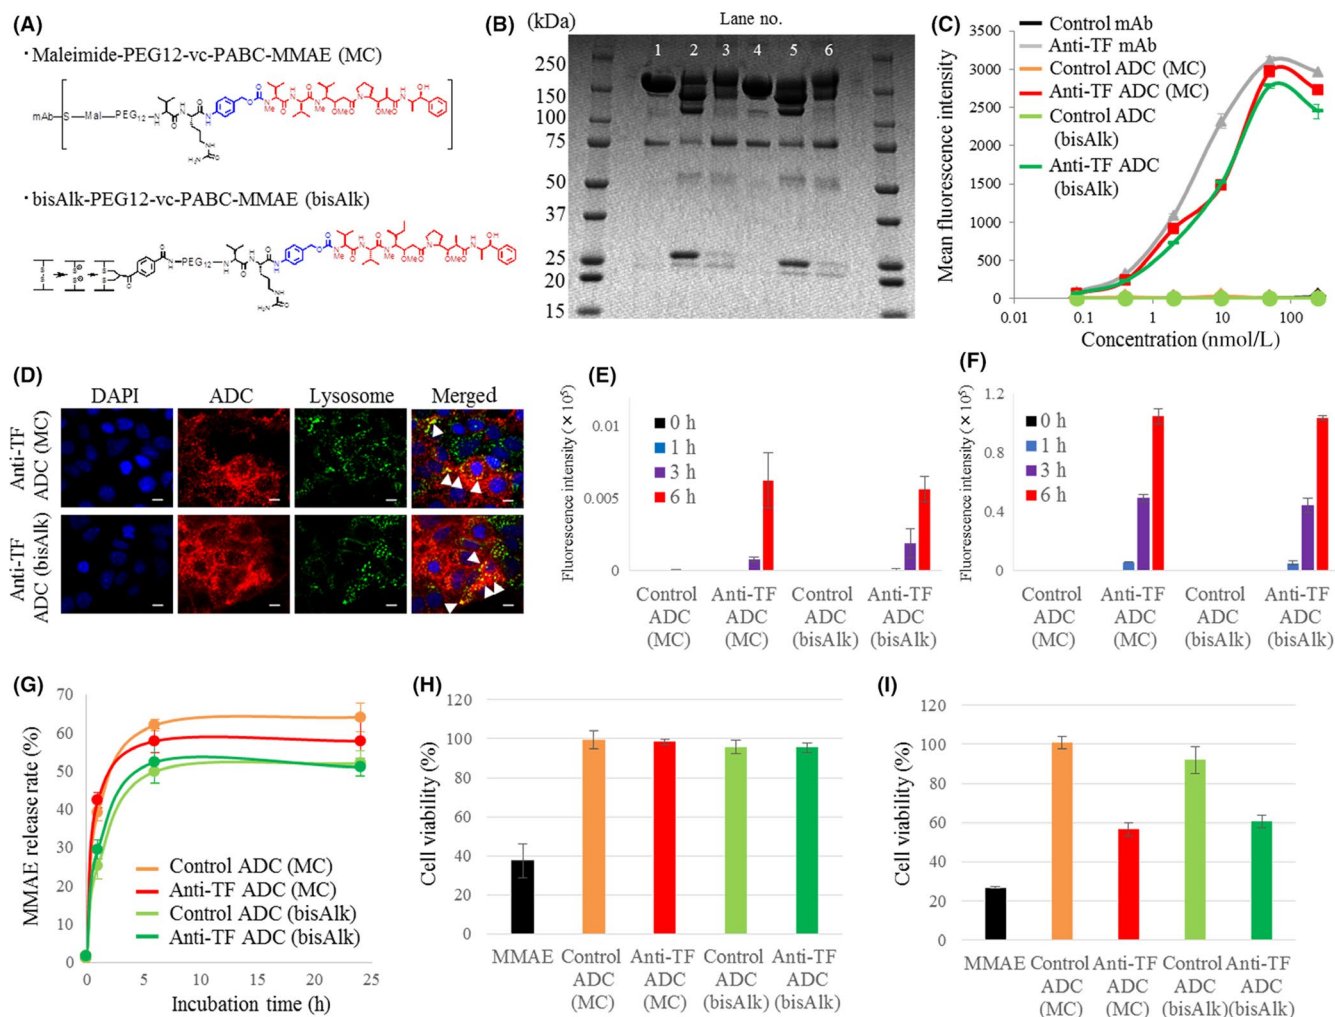 (A)
・Maleimide-PEG12-vc-PABC-MMAE (MC)
mAb S Mal PEG12
・bisAlk-PEG12-vc-PABC-MMAE (bisAlk)
PEG12
(B) (kDa) Lane no.
1 2 3 4 5 6
250
150
100
75
50
37
25
20
15
(C)
Control mAb
Anti-TF mAb
Control ADC (MC)
Anti-TF ADC (MC)
Control ADC
(bisAlk)
Anti-TF ADC
(bisAlk)
Mean fluorescence intensity
3500
3000
2500
2000
1500
1000
500
0
0.01 0.1 1 10 100
Concentration (nmol/L)
(D)
DAPI ADC Lysosome Merged
Anti-TF
ADC (MC)
Anti-TF
ADC (bisAlk)
(E)
Fluorescence intensity (×10⁵)
0.01
0.005
0
0 h
1 h
3 h
6 h
Control Anti-TF Control Anti-TF
ADC ADC ADC ADC
(MC) (MC) (bisAlk) (bisAlk)
(F)
Fluorescence intensity (×10⁵)
1.2
0.8
0.4
0
0 h
1 h
3 h
6 h
Control Anti-TF Control Anti-TF
ADC ADC ADC ADC
(MC) (MC) (bisAlk) (bisAlk)
(G)
MMAE release rate (%)
70
60
50
40
30
20
10
0
Control ADC (MC)
Anti-TF ADC (MC)
Control ADC (bisAlk)
Anti-TF ADC (bisAlk)
0 5 10 15 20 25
Incubation time (h)
(H)
Cell viability (%)
120
100
80
60
40
20
0
MMAE Control Anti-TF Control Anti-TF
ADC ADC ADC ADC
(MC) (MC) (bisAlk) (bisAlk)
(I)
Cell viability (%)
120
100
80
60
40
20
0
MMAE Control Anti-TF Control Anti-TF
ADC ADC ADC ADC
(MC) (MC) (bisAlk)(bisAlk)